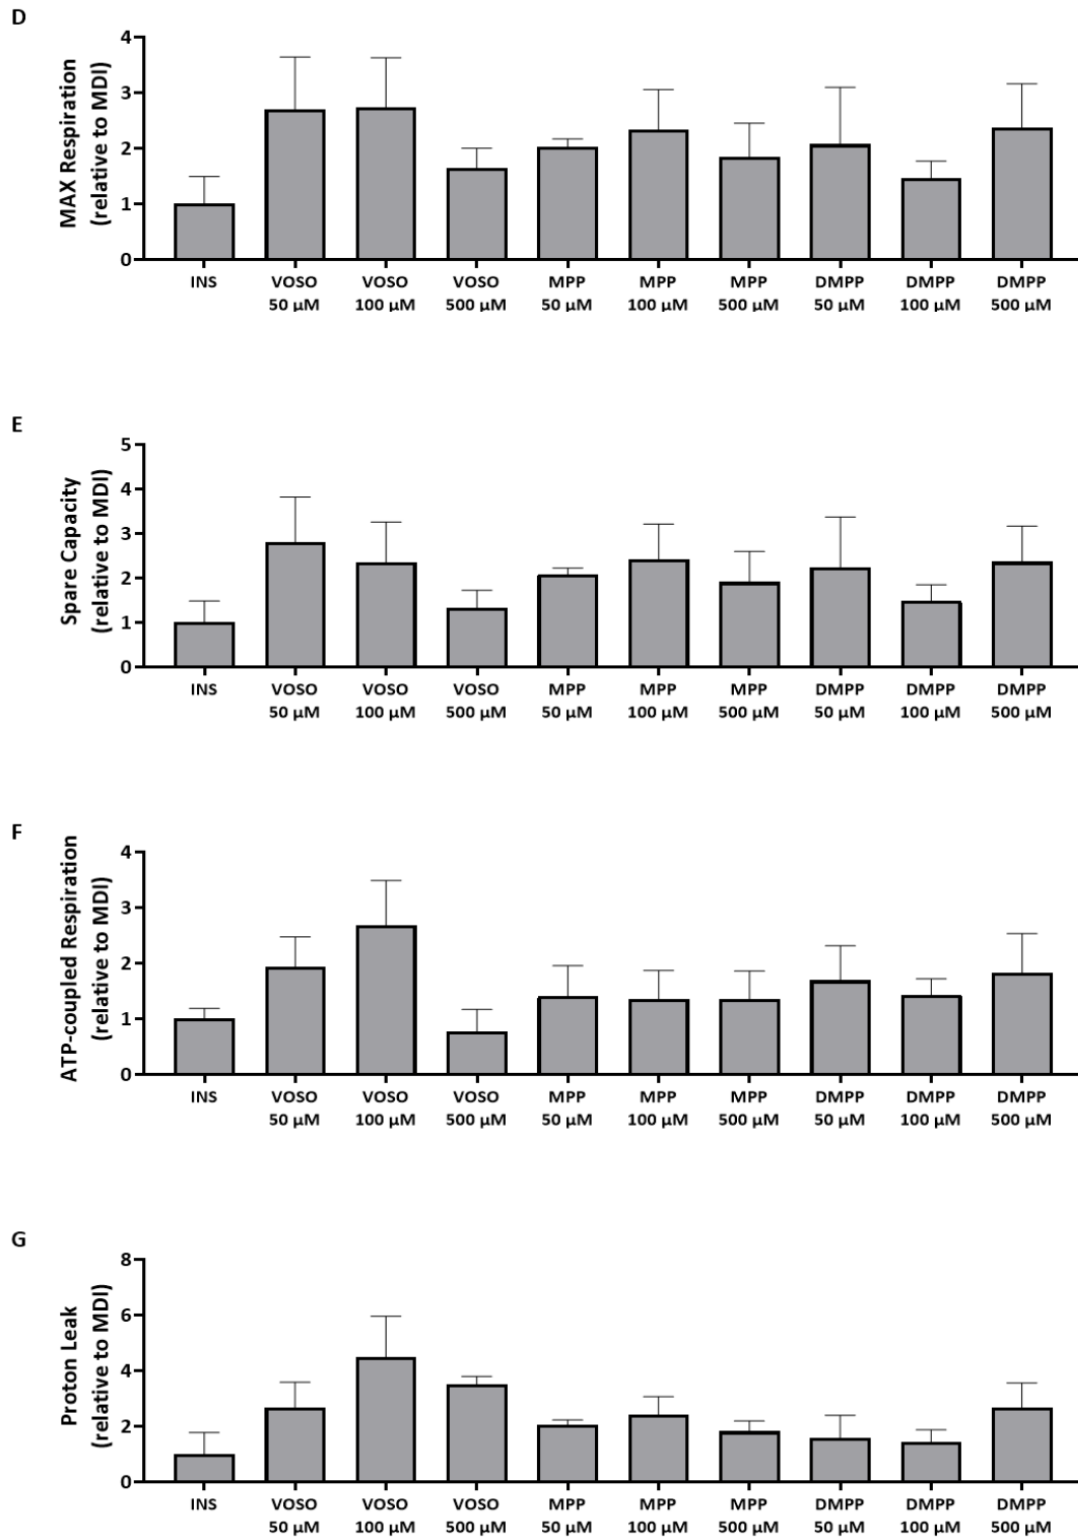 D
MAX Respiration
(relative to MDI)
4
3
2
1
0
INS VOSO VOSO VOSO MPP MPP MPP DMPP DMPP DMPP
50 µM 100 µM 500 µM 50 µM 100 µM 500 µM 50 µM 100 µM 500 µM
E
Spare Capacity
(relative to MDI)
5
4
3
2
1
0
INS VOSO VOSO VOSO MPP MPP MPP DMPP DMPP DMPP
50 µM 100 µM 500 µM 50 µM 100 µM 500 µM 50 µM 100 µM 500 µM
F
ATP-coupled Respiration
(relative to MDI)
4
3
2
1
0
INS VOSO VOSO VOSO MPP MPP MPP DMPP DMPP DMPP
50 µM 100 µM 500 µM 50 µM 100 µM 500 µM 50 µM 100 µM 500 µM
G
Proton Leak
(relative to MDI)
8
6
4
2
0
INS VOSO VOSO VOSO MPP MPP MPP DMPP DMPP DMPP
50 µM 100 µM 500 µM 50 µM 100 µM 500 µM 50 µM 100 µM 500 µM